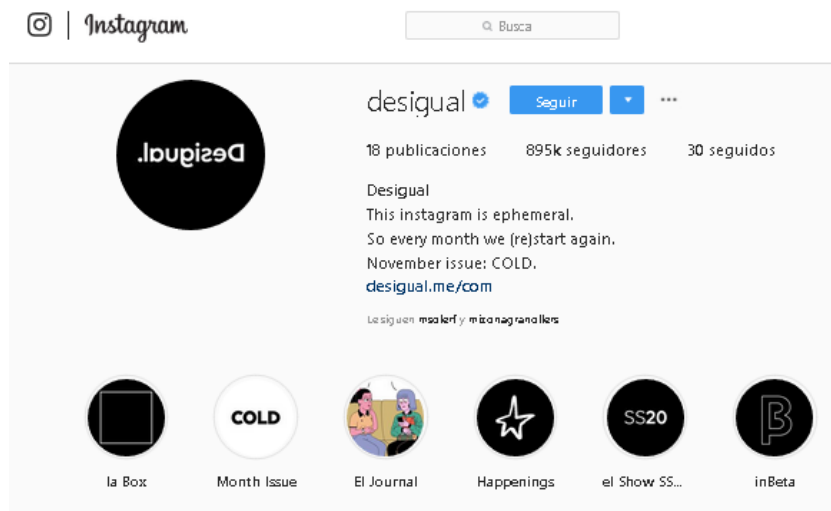 Instagram
Busca
desigual Seguir
Desigual.
18 publicaciones 895k seguidores 30 seguidos
Desigual
This instagram is ephemeral.
So every month we (re)start again.
November issue: COLD.
desigual.me/com
Le siguen msolerf y mizonagranollers
COLD
SS20
β
la Box Month Issue El Journal Happenings el Show SS... inBeta